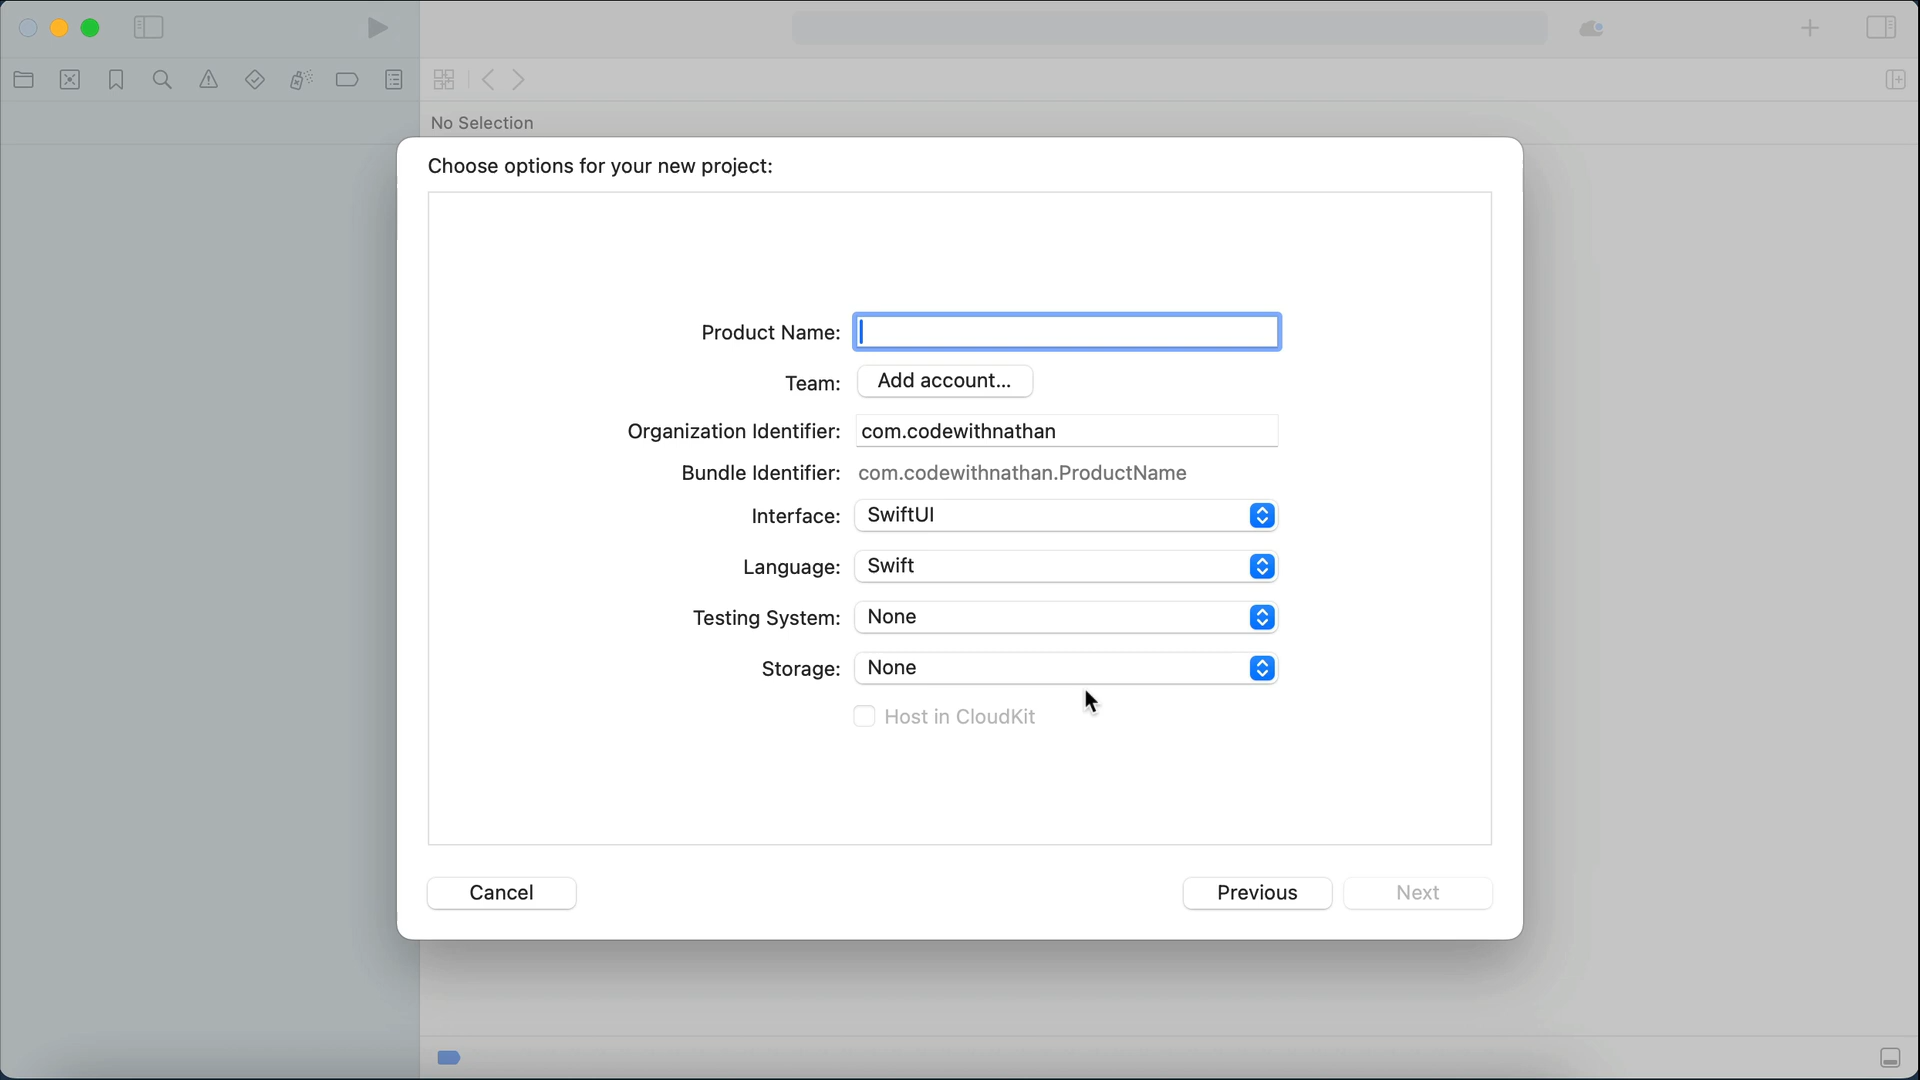 No Selection
Choose options for your new project:
Product Name:
Team: Add account...
Organization Identifier: com.codewithnathan
Bundle Identifier: com.codewithnathan.ProductName
Interface: SwiftUI
Language: Swift
Testing System: None
Storage: None
Host in CloudKit
Cancel Previous Next